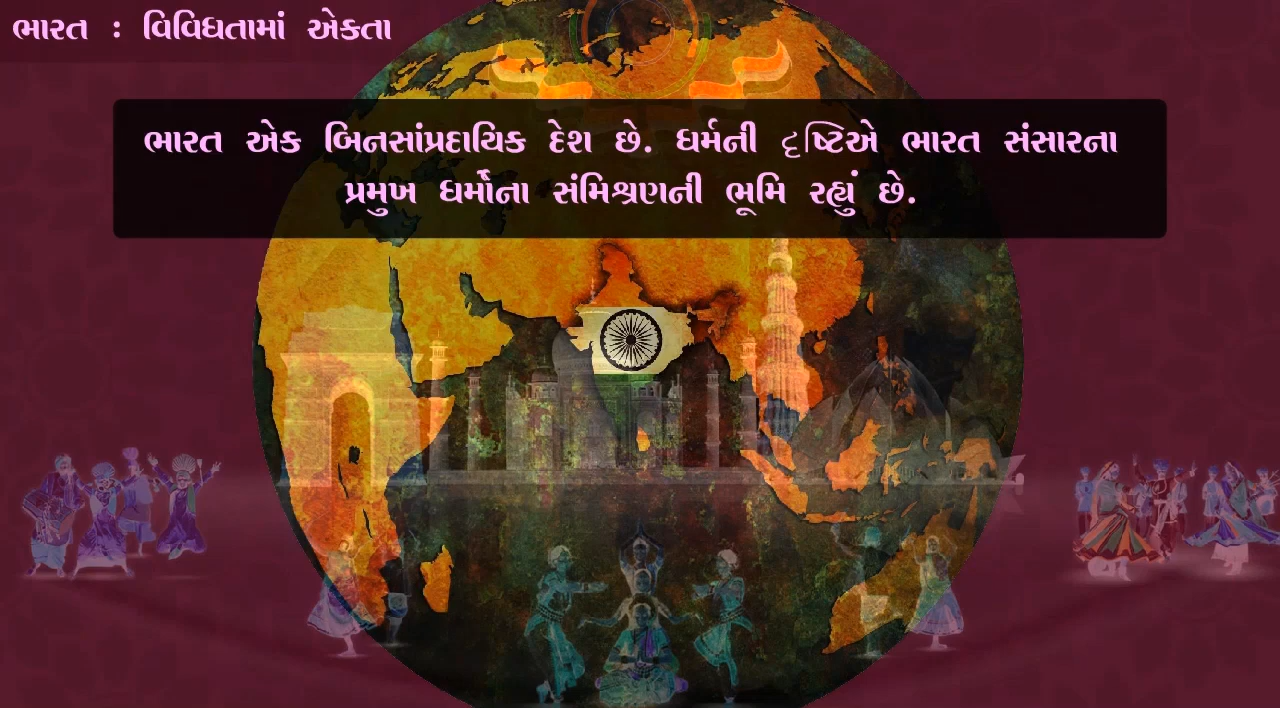 ભારત : વિવિધતામાં એકતા
ભારત એક બિનસાંપ્રદાયિક દેશ છે. ધર્મની દૃષ્ટિએ ભારત સંસારના
પ્રમુખ ધર્મોના સંમિશ્રણની ભૂમિ રહ્યું છે.